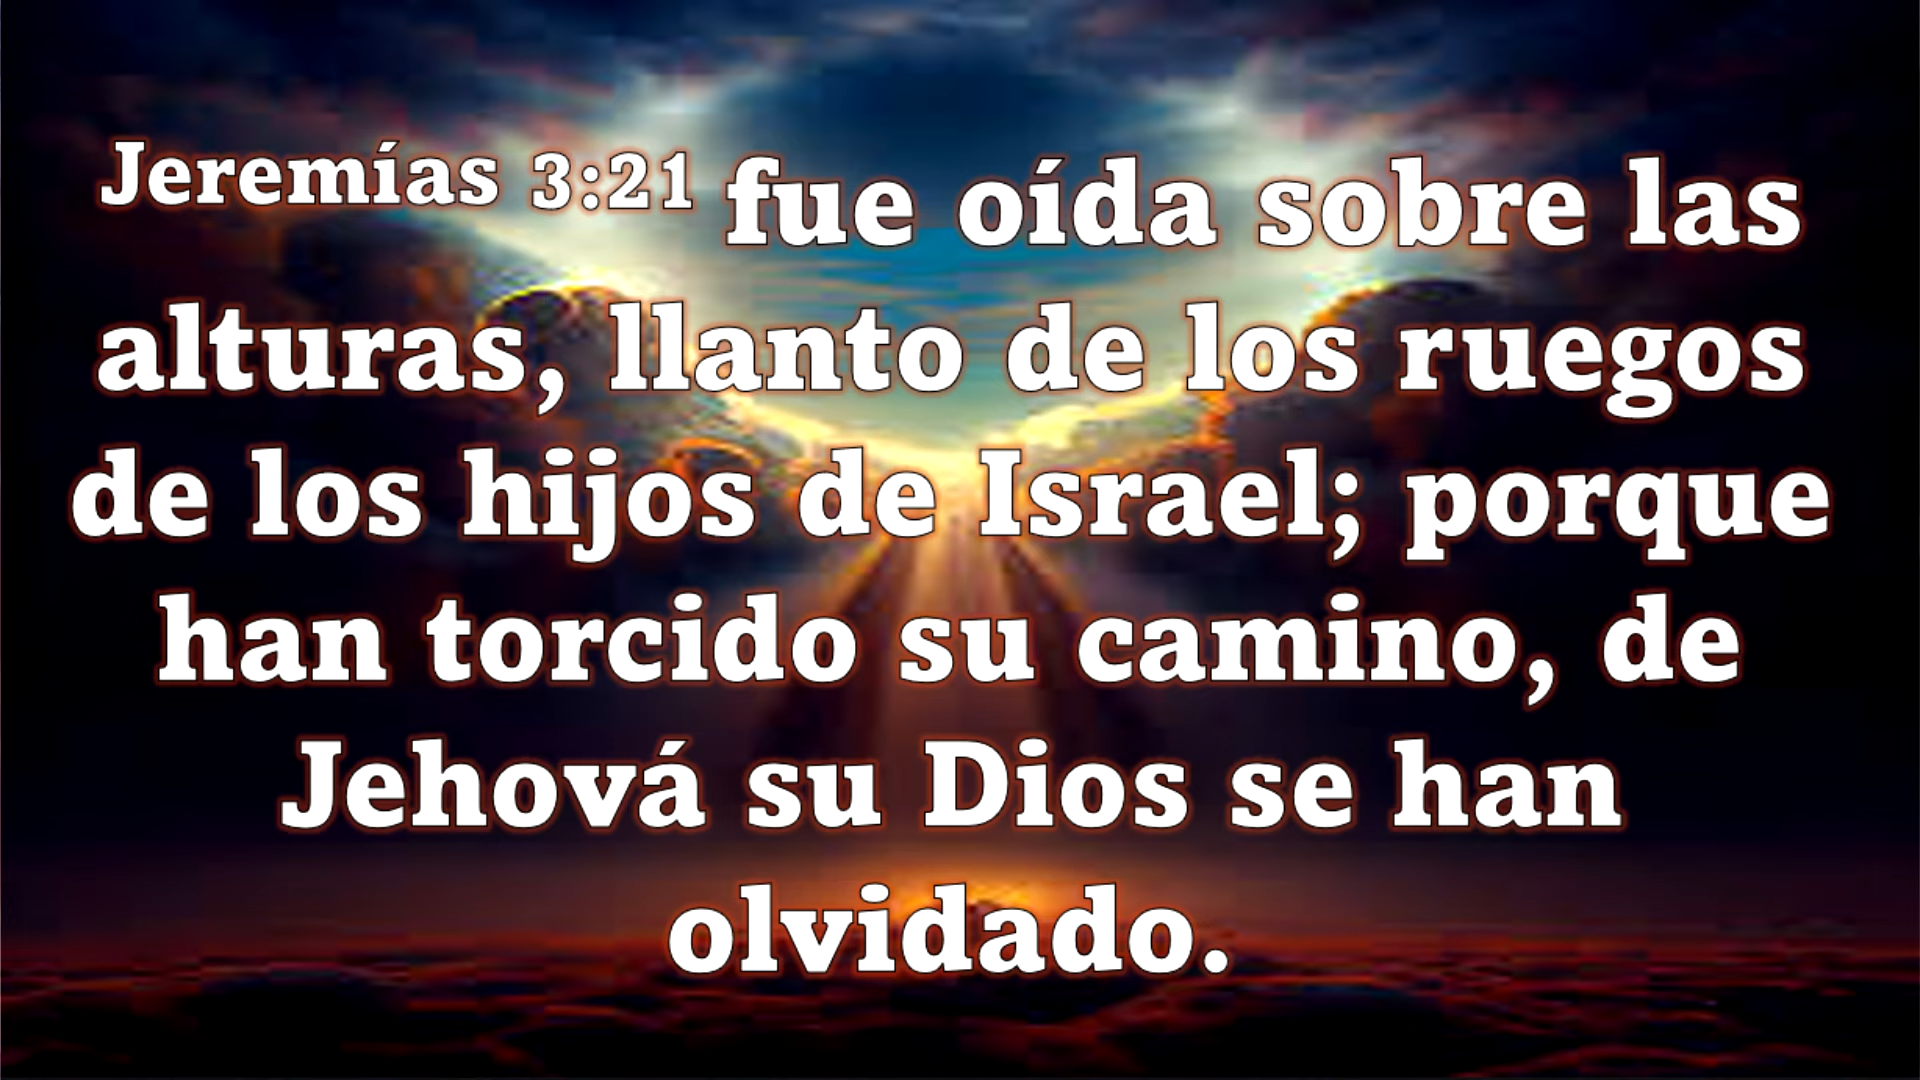 Jeremías 3:21 fue oída sobre las
alturas, llanto de los ruegos
de los hijos de Israel; porque
han torcido su camino, de
Jehová su Dios se han
olvidado.